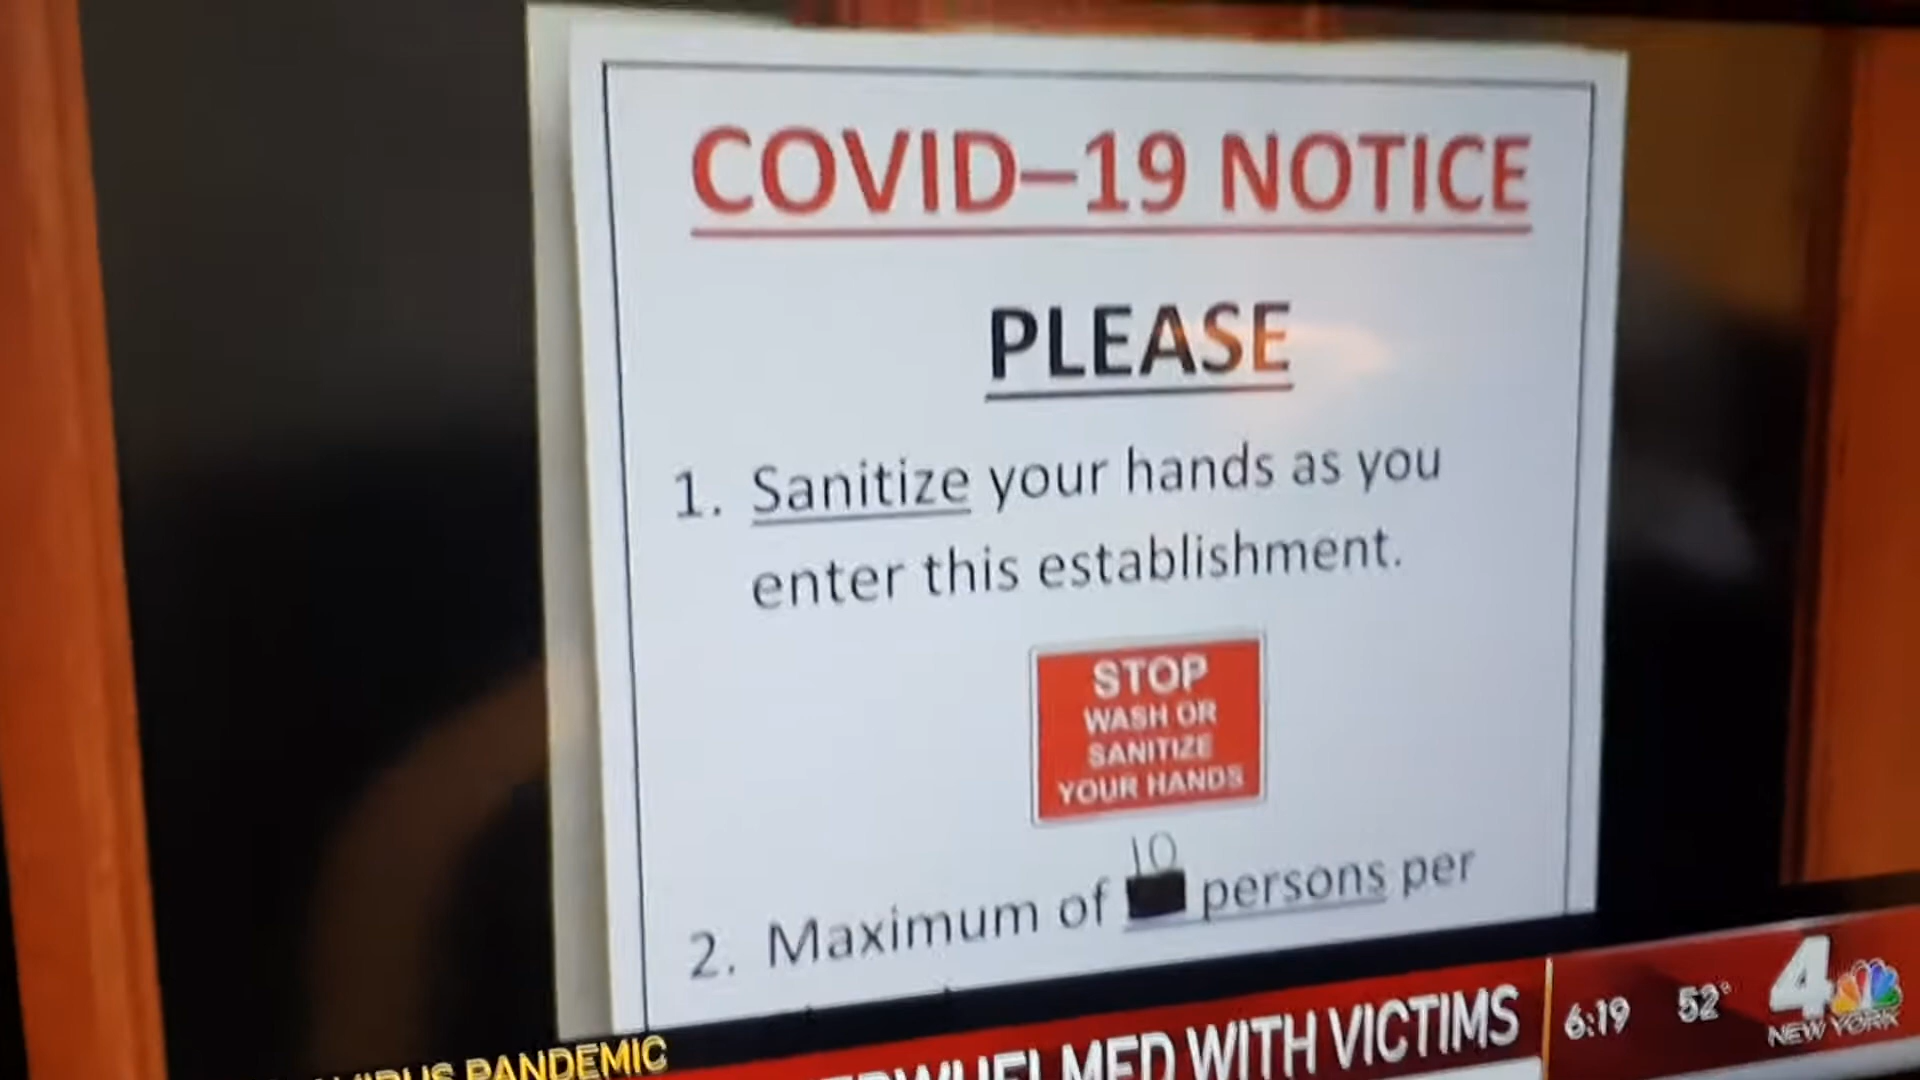 COVID–19 NOTICE
PLEASE
1. Sanitize your hands as you
enter this establishment.
STOP
WASH OR
SANITIZE
YOUR HANDS
10
2. Maximum of persons per
PANDEMIC
WITH VICTIMS
6:19 52°
4
NEW YORK